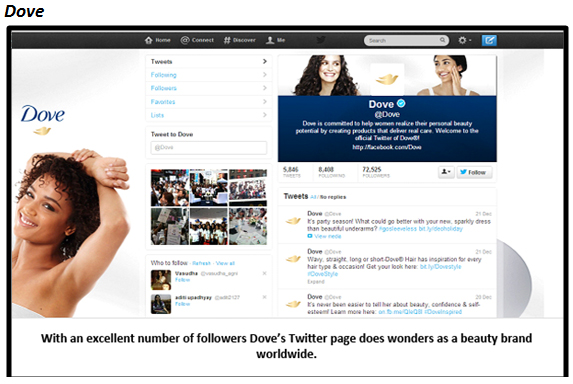 Dove
Home @ Connect # Discover Me Search
Tweets
Following
Followers
Favorites
Lists
Tweet to Dove
@Dove
Who to follow · Refresh · View all
Vasudha @vasudha_agni
Follow
aditi upadhyay @aditi2137
Follow
Dove
Dove
@Dove
Dove is committed to help women realize their personal beauty
potential by creating products that deliver real care. Welcome to the
official Twitter of Dove®!
http://facebook.com/Dove
5,846 TWEETS
8,408 FOLLOWING
72,525 FOLLOWERS
Follow
Tweets All / No replies
Dove @Dove 21 Dec
It's party season! What could go better with your new, sparkly dress
than beautiful underarms? #gosleeveless bit.ly/desholiday
View media
Dove @Dove 21 Dec
Wavy, straight, long or short-Dove® Hair has inspiration for every
hair type & occasion! Get your look here: bit.ly/Dovestyle
#DoveStyle
Expand
Dove @Dove
It's never been easier to tell her about beauty, confidence & self-
esteem! Learn more here: #DoveInspired
With an excellent number of followers Dove's Twitter page does wonders as a beauty brand
worldwide.